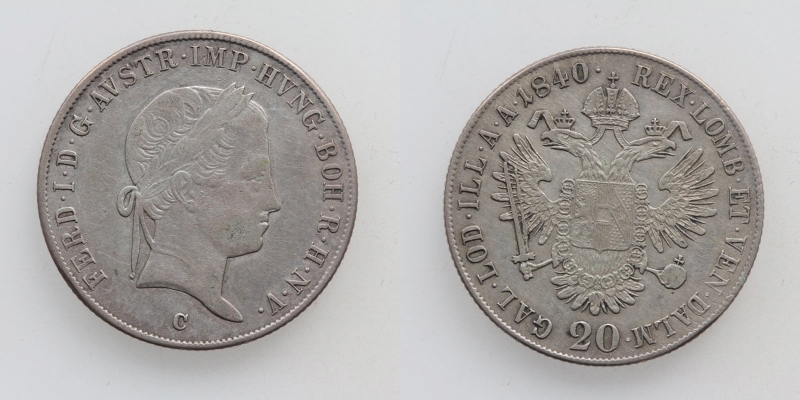 FERD·I·D·G·AVSTR·IMP·HVNG·BOH·R·H·N·V·
C
REX·LOMB·ET·VEN·DALM
GAL·LOD·ILL·A·A·1840·
20